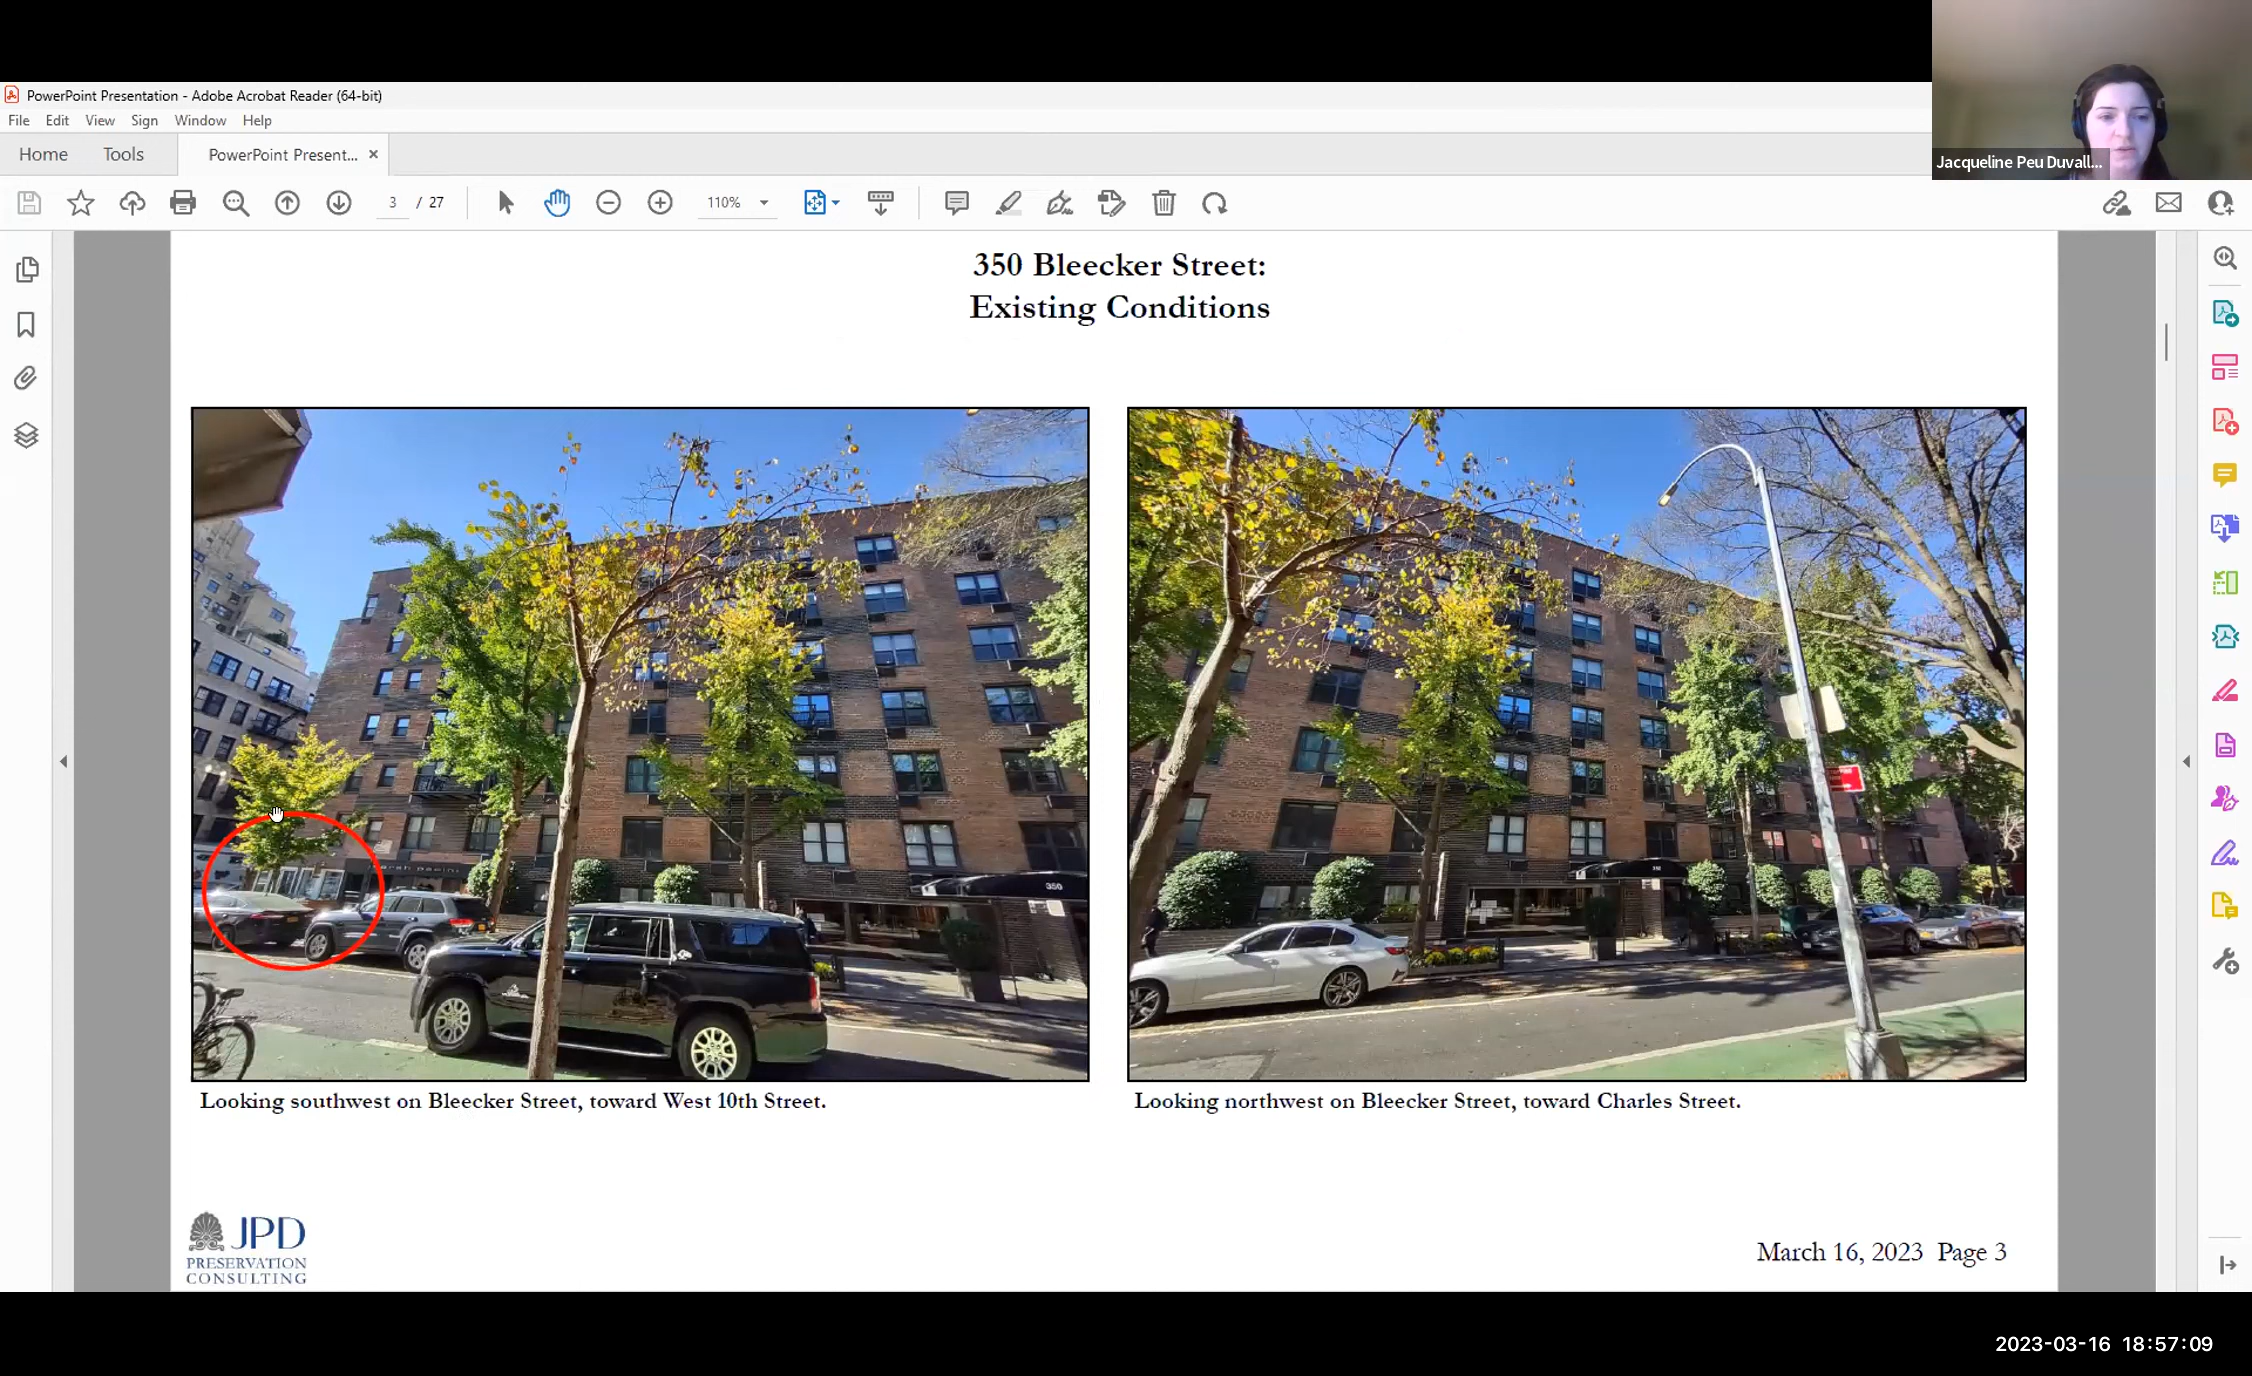 PowerPoint Presentation - Adobe Acrobat Reader (64-bit)
File Edit View Sign Window Help
Home Tools PowerPoint Present... ×
3 / 27 110%
Jacqueline Peu Duvall...
350 Bleecker Street:
Existing Conditions
350
Looking southwest on Bleecker Street, toward West 10th Street.
Looking northwest on Bleecker Street, toward Charles Street.
JPD
PRESERVATION
CONSULTING
March 16, 2023 Page 3
2023-03-16 18:57:09